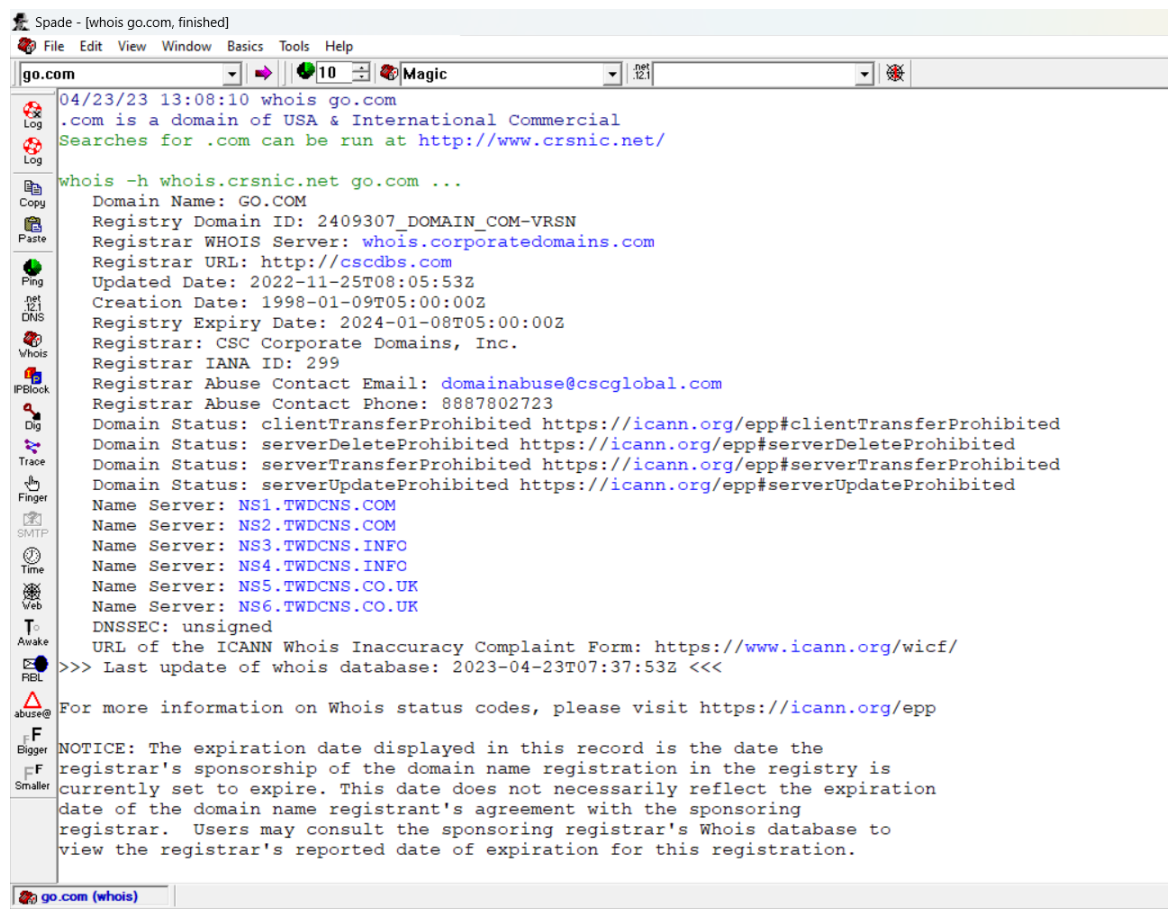 Spade - [whois go.com, finished]
File Edit View Window Basics Tools Help
go.com 10 Magic .net .12.1
04/23/23 13:08:10 whois go.com
.com is a domain of USA & International Commercial
Searches for .com can be run at http://www.crsnic.net/
whois -h whois.crsnic.net go.com ...
Domain Name: GO.COM
Registry Domain ID: 2409307_DOMAIN_COM-VRSN
Registrar WHOIS Server: whois.corporatedomains.com
Registrar URL: http://cscdbs.com
Updated Date: 2022-11-25T08:05:53Z
Creation Date: 1998-01-09T05:00:00Z
Registry Expiry Date: 2024-01-08T05:00:00Z
Registrar: CSC Corporate Domains, Inc.
Registrar IANA ID: 299
Registrar Abuse Contact Email: domainabuse@cscglobal.com
Registrar Abuse Contact Phone: 8887802723
Domain Status: clientTransferProhibited https://icann.org/epp#clientTransferProhibited
Domain Status: serverDeleteProhibited https://icann.org/epp#serverDeleteProhibited
Domain Status: serverTransferProhibited https://icann.org/epp#serverTransferProhibited
Domain Status: serverUpdateProhibited https://icann.org/epp#serverUpdateProhibited
Name Server: NS1.TWDCNS.COM
Name Server: NS2.TWDCNS.COM
Name Server: NS3.TWDCNS.INFO
Name Server: NS4.TWDCNS.INFO
Name Server: NS5.TWDCNS.CO.UK
Name Server: NS6.TWDCNS.CO.UK
DNSSEC: unsigned
URL of the ICANN Whois Inaccuracy Complaint Form: https://www.icann.org/wicf/
>>> Last update of whois database: 2023-04-23T07:37:53Z <<<
For more information on Whois status codes, please visit https://icann.org/epp
NOTICE: The expiration date displayed in this record is the date the
registrar's sponsorship of the domain name registration in the registry is
currently set to expire. This date does not necessarily reflect the expiration
date of the domain name registrant's agreement with the sponsoring
registrar.  Users may consult the sponsoring registrar's Whois database to
view the registrar's reported date of expiration for this registration.
Log
Log
Copy
Paste
Ping
.net
.12.1
DNS
Whois
IPBlock
Dig
Trace
Finger
SMTP
Time
Web
Awake
RBL
abuse@
Bigger
Smaller
go.com (whois)